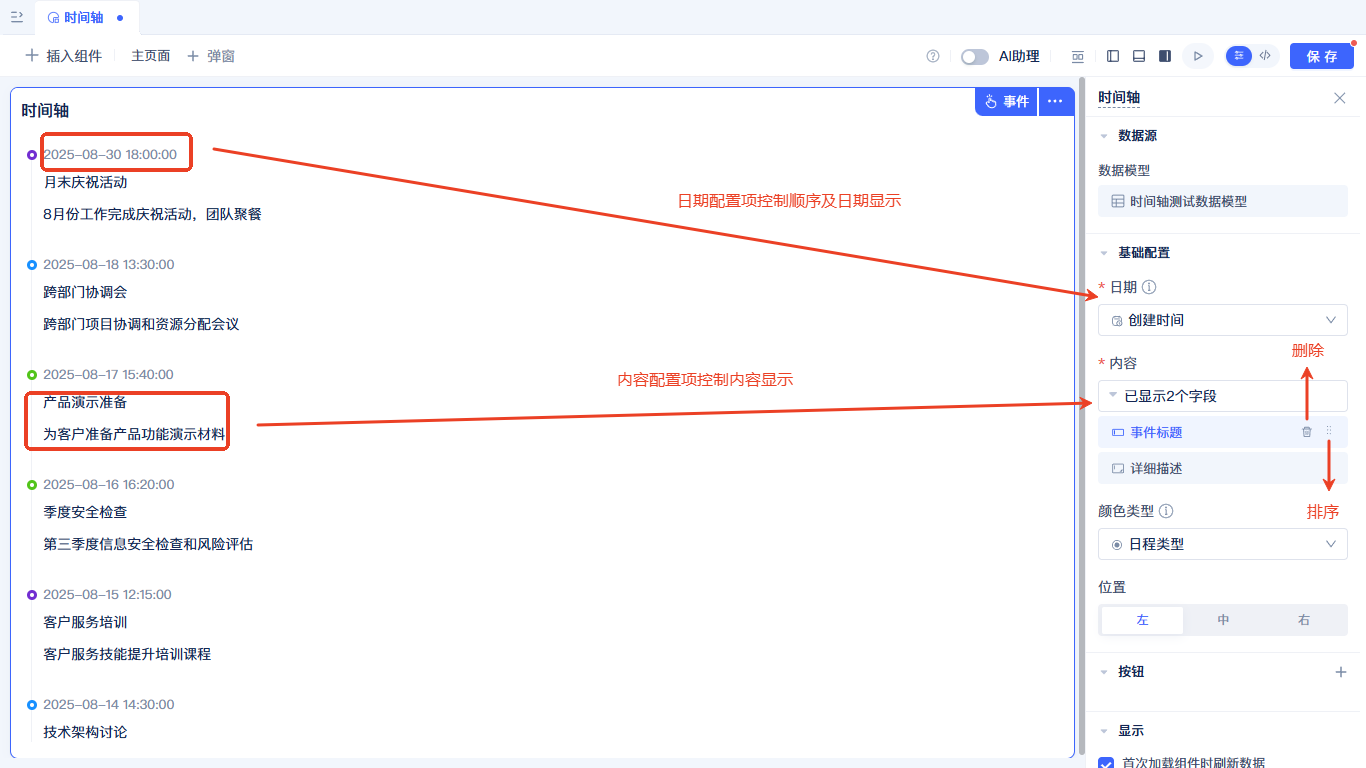 时间轴
插入组件 主页面 弹窗 AI助理 保存
时间轴 事件
2025-08-30 18:00:00
月末庆祝活动
8月份工作完成庆祝活动，团队聚餐
2025-08-18 13:30:00
跨部门协调会
跨部门项目协调和资源分配会议
2025-08-17 15:40:00
产品演示准备
为客户准备产品功能演示材料
2025-08-16 16:20:00
季度安全检查
第三季度信息安全检查和风险评估
2025-08-15 12:15:00
客户服务培训
客户服务技能提升培训课程
2025-08-14 14:30:00
技术架构讨论
日期配置项控制顺序及日期显示
内容配置项控制内容显示
时间轴
数据源
数据模型
时间轴测试数据模型
基础配置
* 日期
创建时间
* 内容
删除
已显示2个字段
事件标题
详细描述
颜色类型
排序
日程类型
位置
左 中 右
按钮
显示
首次加载组件时刷新数据